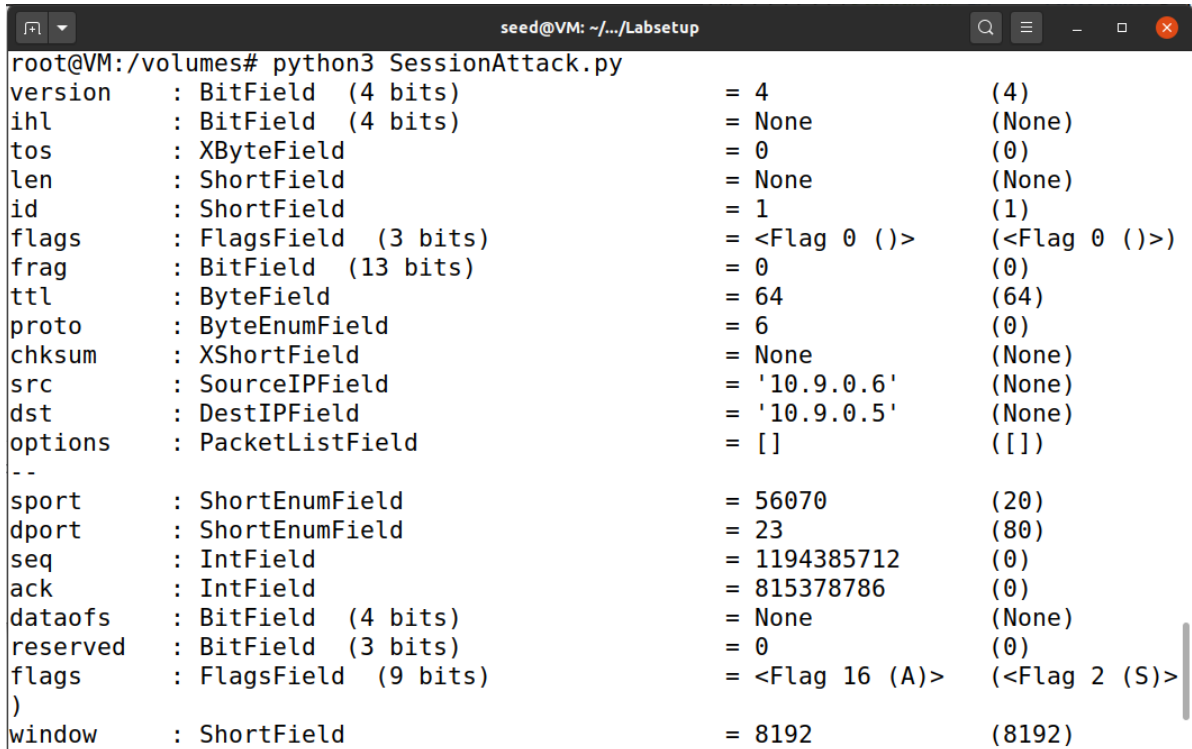 seed@VM: ~/.../Labsetup
root@VM:/volumes# python3 SessionAttack.py
version    : BitField  (4 bits)                  = 4               (4)
ihl        : BitField  (4 bits)                  = None            (None)
tos        : XByteField                          = 0               (0)
len        : ShortField                          = None            (None)
id         : ShortField                          = 1               (1)
flags      : FlagsField  (3 bits)                = <Flag 0 ()>     (<Flag 0 ()>)
frag       : BitField  (13 bits)                 = 0               (0)
ttl        : ByteField                           = 64              (64)
proto      : ByteEnumField                       = 6               (0)
chksum     : XShortField                         = None            (None)
src        : SourceIPField                       = '10.9.0.6'      (None)
dst        : DestIPField                         = '10.9.0.5'      (None)
options    : PacketListField                     = []              ([])
--
sport      : ShortEnumField                      = 56070           (20)
dport      : ShortEnumField                      = 23              (80)
seq        : IntField                            = 1194385712      (0)
ack        : IntField                            = 815378786       (0)
dataofs    : BitField  (4 bits)                  = None            (None)
reserved   : BitField  (3 bits)                  = 0               (0)
flags      : FlagsField  (9 bits)                = <Flag 16 (A)>   (<Flag 2 (S)>
)
window     : ShortField                          = 8192            (8192)